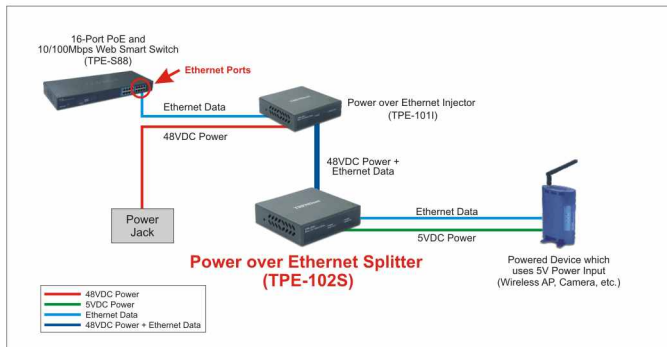 16-Port PoE and
10/100Mbps Web Smart Switch
(TPE-S88)
Ethernet Ports
Ethernet Data
48VDC Power
Power over Ethernet Injector
(TPE-101I)
48VDC Power +
Ethernet Data
Power
Jack
Ethernet Data
5VDC Power
Power over Ethernet Splitter
(TPE-102S)
Powered Device which
uses 5V Power Input
(Wireless AP, Camera, etc.)
48VDC Power
5VDC Power
Ethernet Data
48VDC Power + Ethernet Data